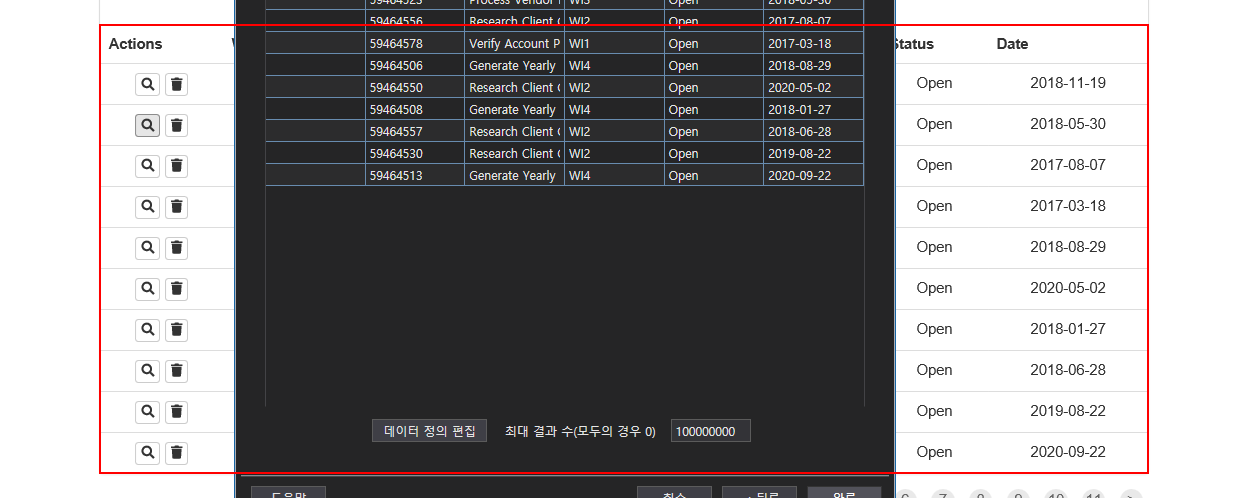 59464523 Process Vendor 2018-05-30
59464556 Research Client WI2 Open 2017-08-07
Actions Status Date
59464578 Verify Account P WI1 Open 2017-03-18
59464506 Generate Yearly WI4 Open 2018-08-29
Open 2018-11-19
59464550 Research Client WI2 Open 2020-05-02
59464508 Generate Yearly WI4 Open 2018-01-27
Open 2018-05-30
59464557 Research Client WI2 Open 2018-06-28
59464530 Research Client WI2 Open 2019-08-22
Open 2017-08-07
59464513 Generate Yearly WI4 Open 2020-09-22
Open 2017-03-18
Open 2018-08-29
Open 2020-05-02
Open 2018-01-27
Open 2018-06-28
Open 2019-08-22
데이터 정의 편집 최대 결과 수(모두의 경우 0) 100000000
Open 2020-09-22
도움말 취소 뒤로 완료
6 7 8 9 10 11 >